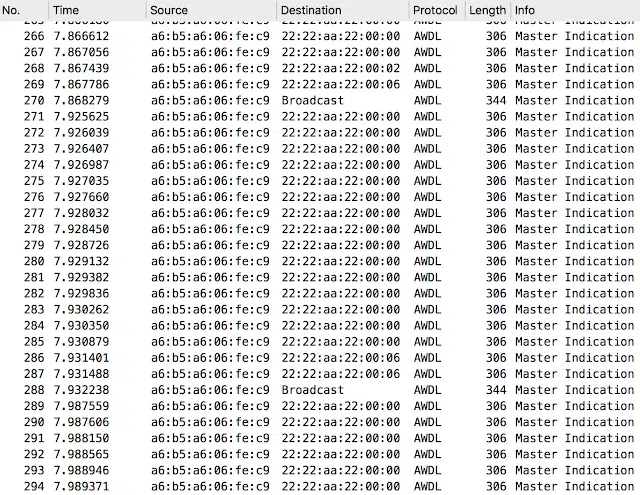 No. Time Source Destination Protocol Length Info
265 7.866180 a6:b5:a6:06:fe:c9 22:22:aa:22:00:00 AWDL 306 Master Indication
266 7.866612 a6:b5:a6:06:fe:c9 22:22:aa:22:00:00 AWDL 306 Master Indication
267 7.867056 a6:b5:a6:06:fe:c9 22:22:aa:22:00:00 AWDL 306 Master Indication
268 7.867439 a6:b5:a6:06:fe:c9 22:22:aa:22:00:02 AWDL 306 Master Indication
269 7.867786 a6:b5:a6:06:fe:c9 22:22:aa:22:00:06 AWDL 306 Master Indication
270 7.868279 a6:b5:a6:06:fe:c9 Broadcast AWDL 344 Master Indication
271 7.925625 a6:b5:a6:06:fe:c9 22:22:aa:22:00:00 AWDL 306 Master Indication
272 7.926039 a6:b5:a6:06:fe:c9 22:22:aa:22:00:00 AWDL 306 Master Indication
273 7.926407 a6:b5:a6:06:fe:c9 22:22:aa:22:00:00 AWDL 306 Master Indication
274 7.926987 a6:b5:a6:06:fe:c9 22:22:aa:22:00:00 AWDL 306 Master Indication
275 7.927035 a6:b5:a6:06:fe:c9 22:22:aa:22:00:00 AWDL 306 Master Indication
276 7.927660 a6:b5:a6:06:fe:c9 22:22:aa:22:00:00 AWDL 306 Master Indication
277 7.928032 a6:b5:a6:06:fe:c9 22:22:aa:22:00:00 AWDL 306 Master Indication
278 7.928450 a6:b5:a6:06:fe:c9 22:22:aa:22:00:00 AWDL 306 Master Indication
279 7.928726 a6:b5:a6:06:fe:c9 22:22:aa:22:00:00 AWDL 306 Master Indication
280 7.929132 a6:b5:a6:06:fe:c9 22:22:aa:22:00:00 AWDL 306 Master Indication
281 7.929382 a6:b5:a6:06:fe:c9 22:22:aa:22:00:00 AWDL 306 Master Indication
282 7.929836 a6:b5:a6:06:fe:c9 22:22:aa:22:00:00 AWDL 306 Master Indication
283 7.930262 a6:b5:a6:06:fe:c9 22:22:aa:22:00:00 AWDL 306 Master Indication
284 7.930350 a6:b5:a6:06:fe:c9 22:22:aa:22:00:00 AWDL 306 Master Indication
285 7.930879 a6:b5:a6:06:fe:c9 22:22:aa:22:00:00 AWDL 306 Master Indication
286 7.931401 a6:b5:a6:06:fe:c9 22:22:aa:22:00:06 AWDL 306 Master Indication
287 7.931488 a6:b5:a6:06:fe:c9 22:22:aa:22:00:06 AWDL 306 Master Indication
288 7.932238 a6:b5:a6:06:fe:c9 Broadcast AWDL 344 Master Indication
289 7.987559 a6:b5:a6:06:fe:c9 22:22:aa:22:00:00 AWDL 306 Master Indication
290 7.987606 a6:b5:a6:06:fe:c9 22:22:aa:22:00:00 AWDL 306 Master Indication
291 7.988150 a6:b5:a6:06:fe:c9 22:22:aa:22:00:00 AWDL 306 Master Indication
292 7.988565 a6:b5:a6:06:fe:c9 22:22:aa:22:00:00 AWDL 306 Master Indication
293 7.988946 a6:b5:a6:06:fe:c9 22:22:aa:22:00:00 AWDL 306 Master Indication
294 7.989371 a6:b5:a6:06:fe:c9 22:22:aa:22:00:00 AWDL 306 Master Indication